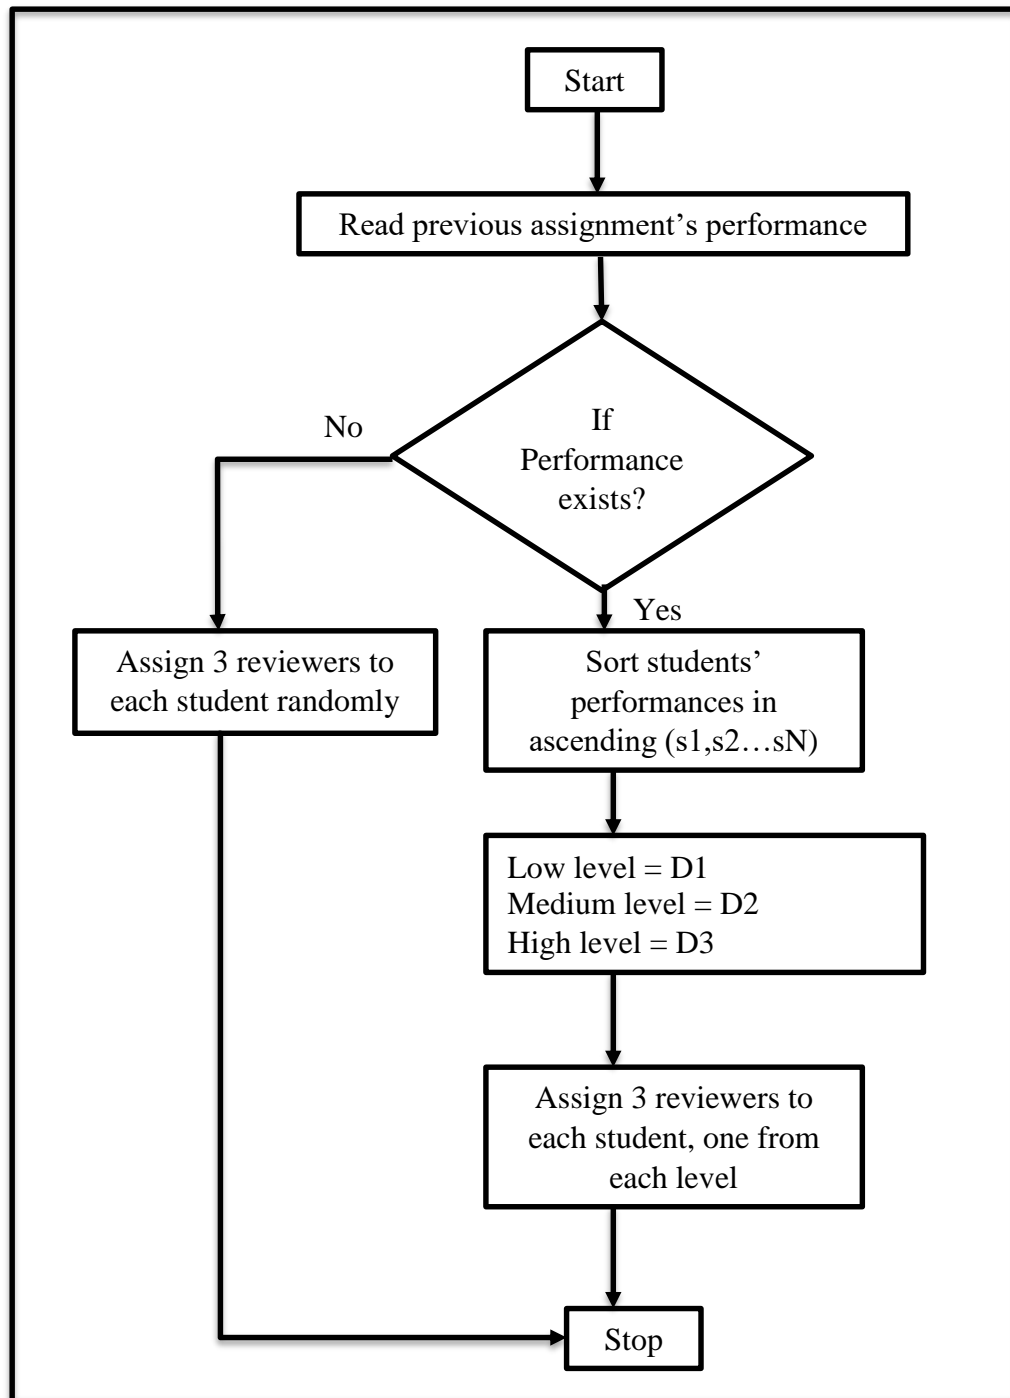 Start
Read previous assignment’s performance
If
Performance
exists?
No
Yes
Assign 3 reviewers to
each student randomly
Sort students’
performances in
ascending (s1,s2…sN)
Low level = D1
Medium level = D2
High level = D3
Assign 3 reviewers to
each student, one from
each level
Stop